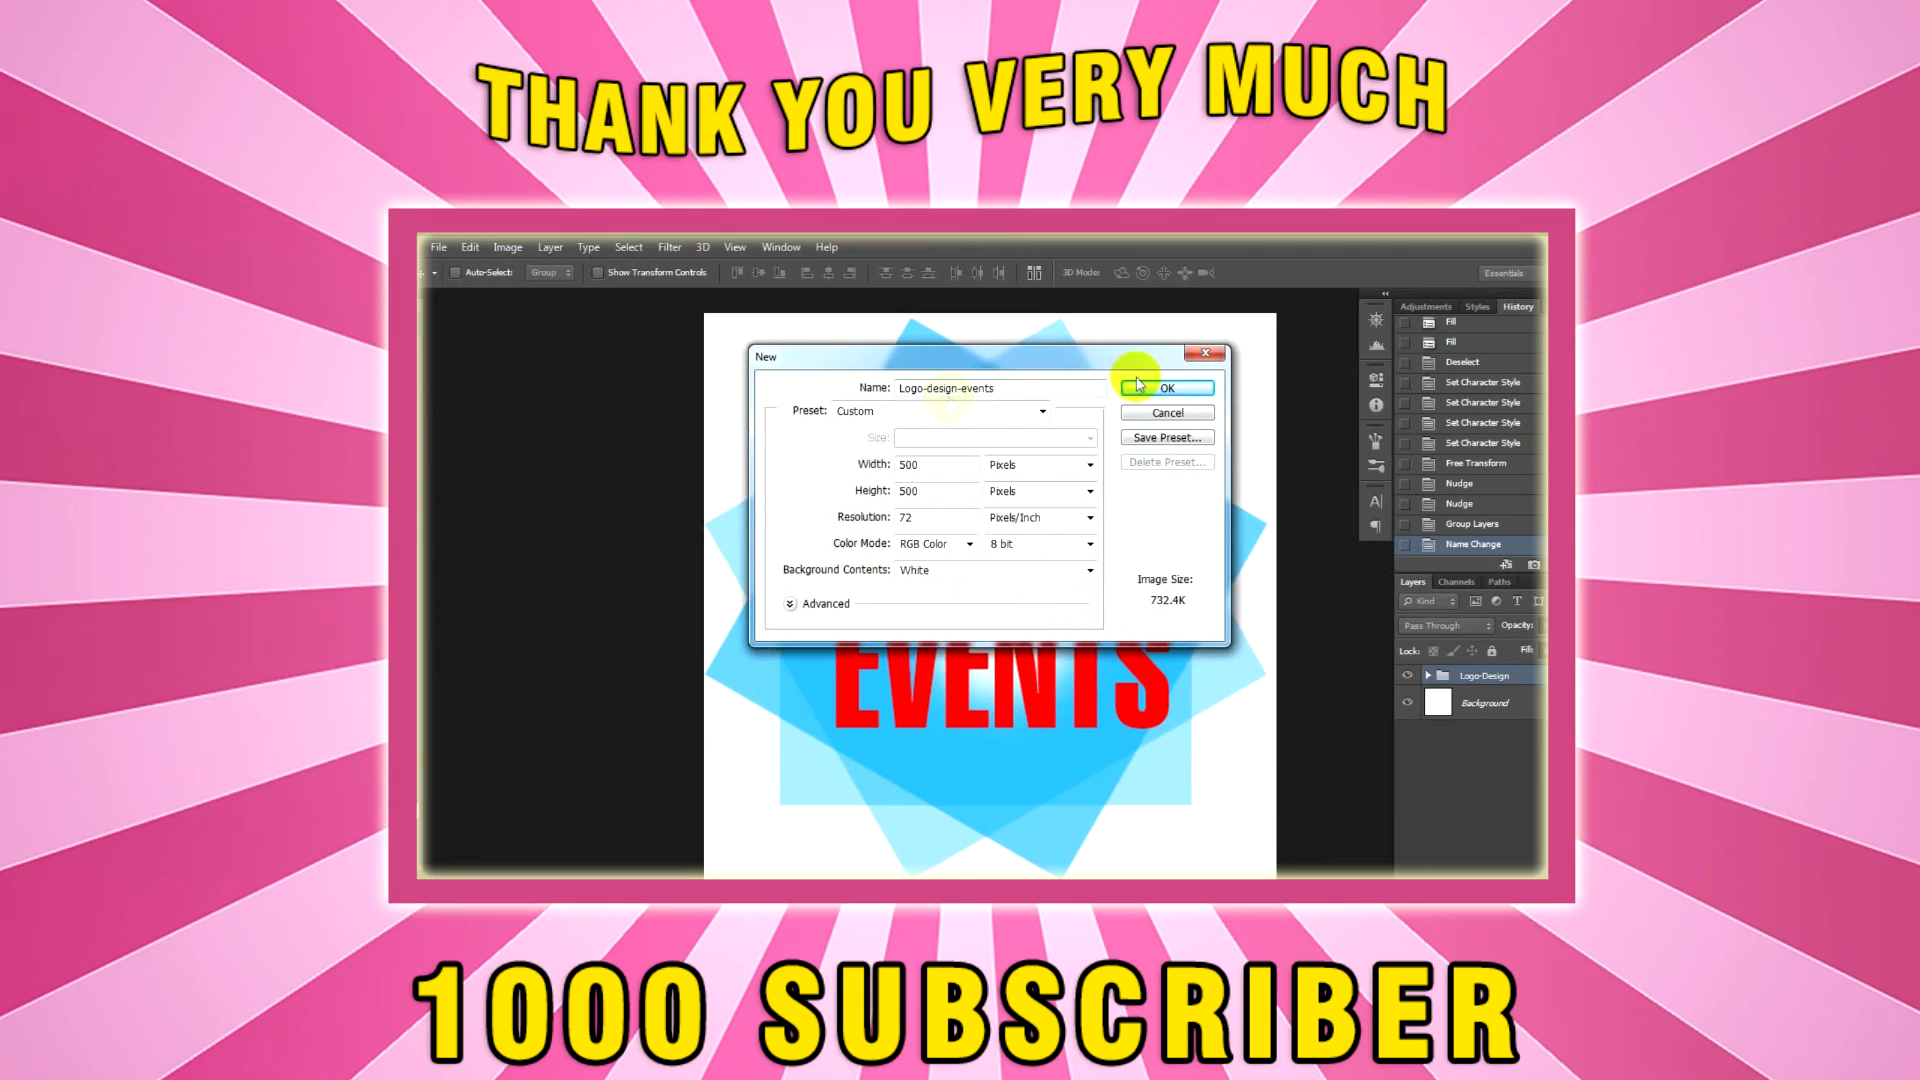 THANK YOU VERY MUCH
File Edit Image Layer Type Select Filter 3D View Window Help
Auto-Select: Group Show Transform Controls 3D Mode: Essentials
Adjustments Styles History
Fill
Fill
Deselect
Set Character Style
Set Character Style
Set Character Style
Set Character Style
Free Transform
Nudge
Nudge
Group Layers
Name Change
Layers Channels Paths
Kind
Pass Through Opacity:
Lock: Fill:
Logo-Design
Background
New
Name: Logo-design-events OK
Preset: Custom Cancel
Size: Save Preset...
Width: 500 Pixels Delete Preset...
Height: 500 Pixels
Resolution: 72 Pixels/Inch
Color Mode: RGB Color 8 bit
Background Contents: White
Image Size:
732.4K
Advanced
EVENTS
1000 SUBSCRIBER